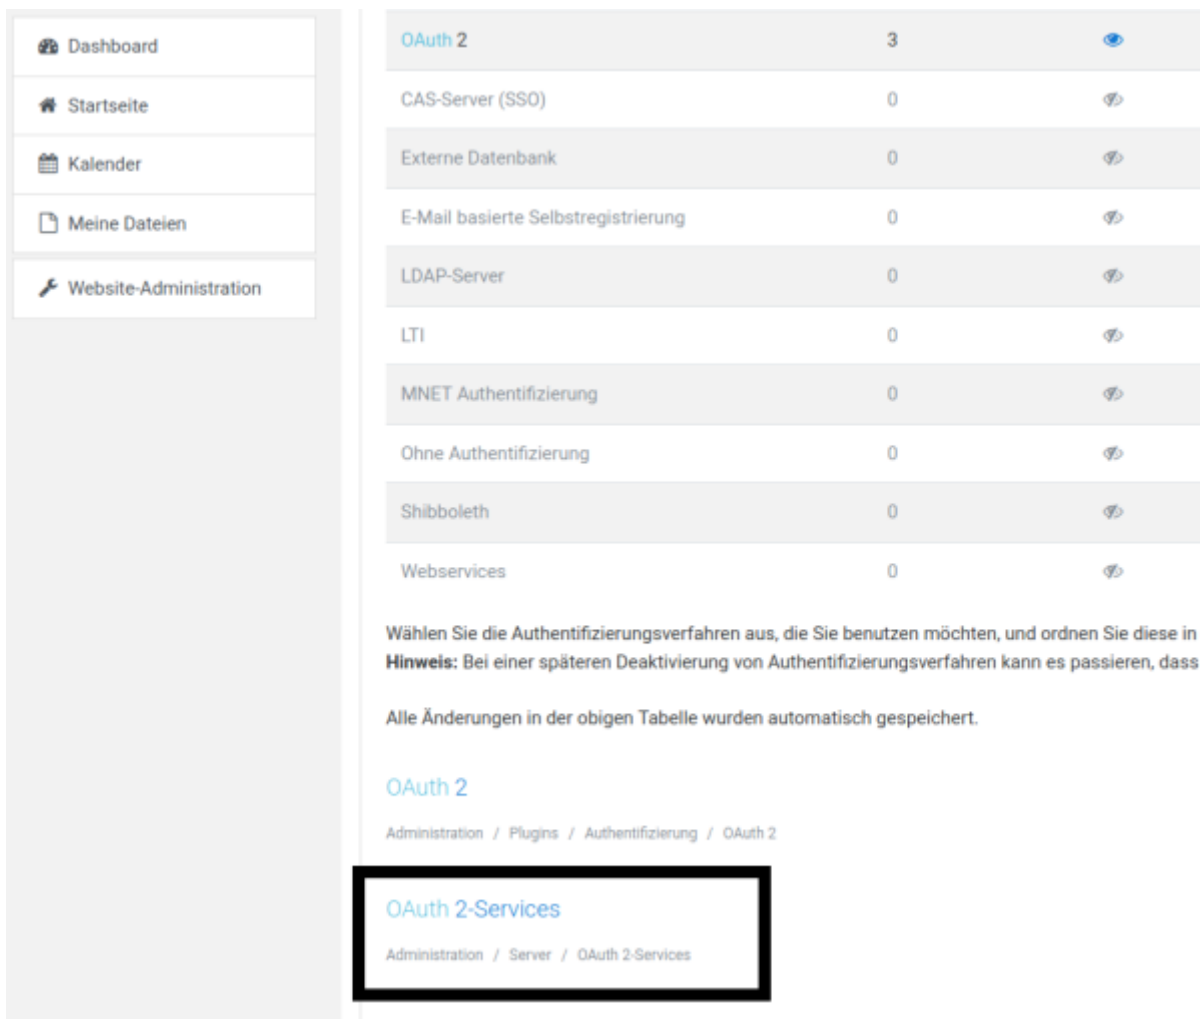 Dashboard
Startseite
Kalender
Meine Dateien
Website-Administration
OAuth 2 3
CAS-Server (SSO) 0
Externe Datenbank 0
E-Mail basierte Selbstregistrierung 0
LDAP-Server 0
LTI 0
MNET Authentifizierung 0
Ohne Authentifizierung 0
Shibboleth 0
Webservices 0
Wählen Sie die Authentifizierungsverfahren aus, die Sie benutzen möchten, und ordnen Sie diese in
Hinweis: Bei einer späteren Deaktivierung von Authentifizierungsverfahren kann es passieren, dass
Alle Änderungen in der obigen Tabelle wurden automatisch gespeichert.
OAuth 2
Administration / Plugins / Authentifizierung / OAuth 2
OAuth 2-Services
Administration / Server / OAuth 2-Services